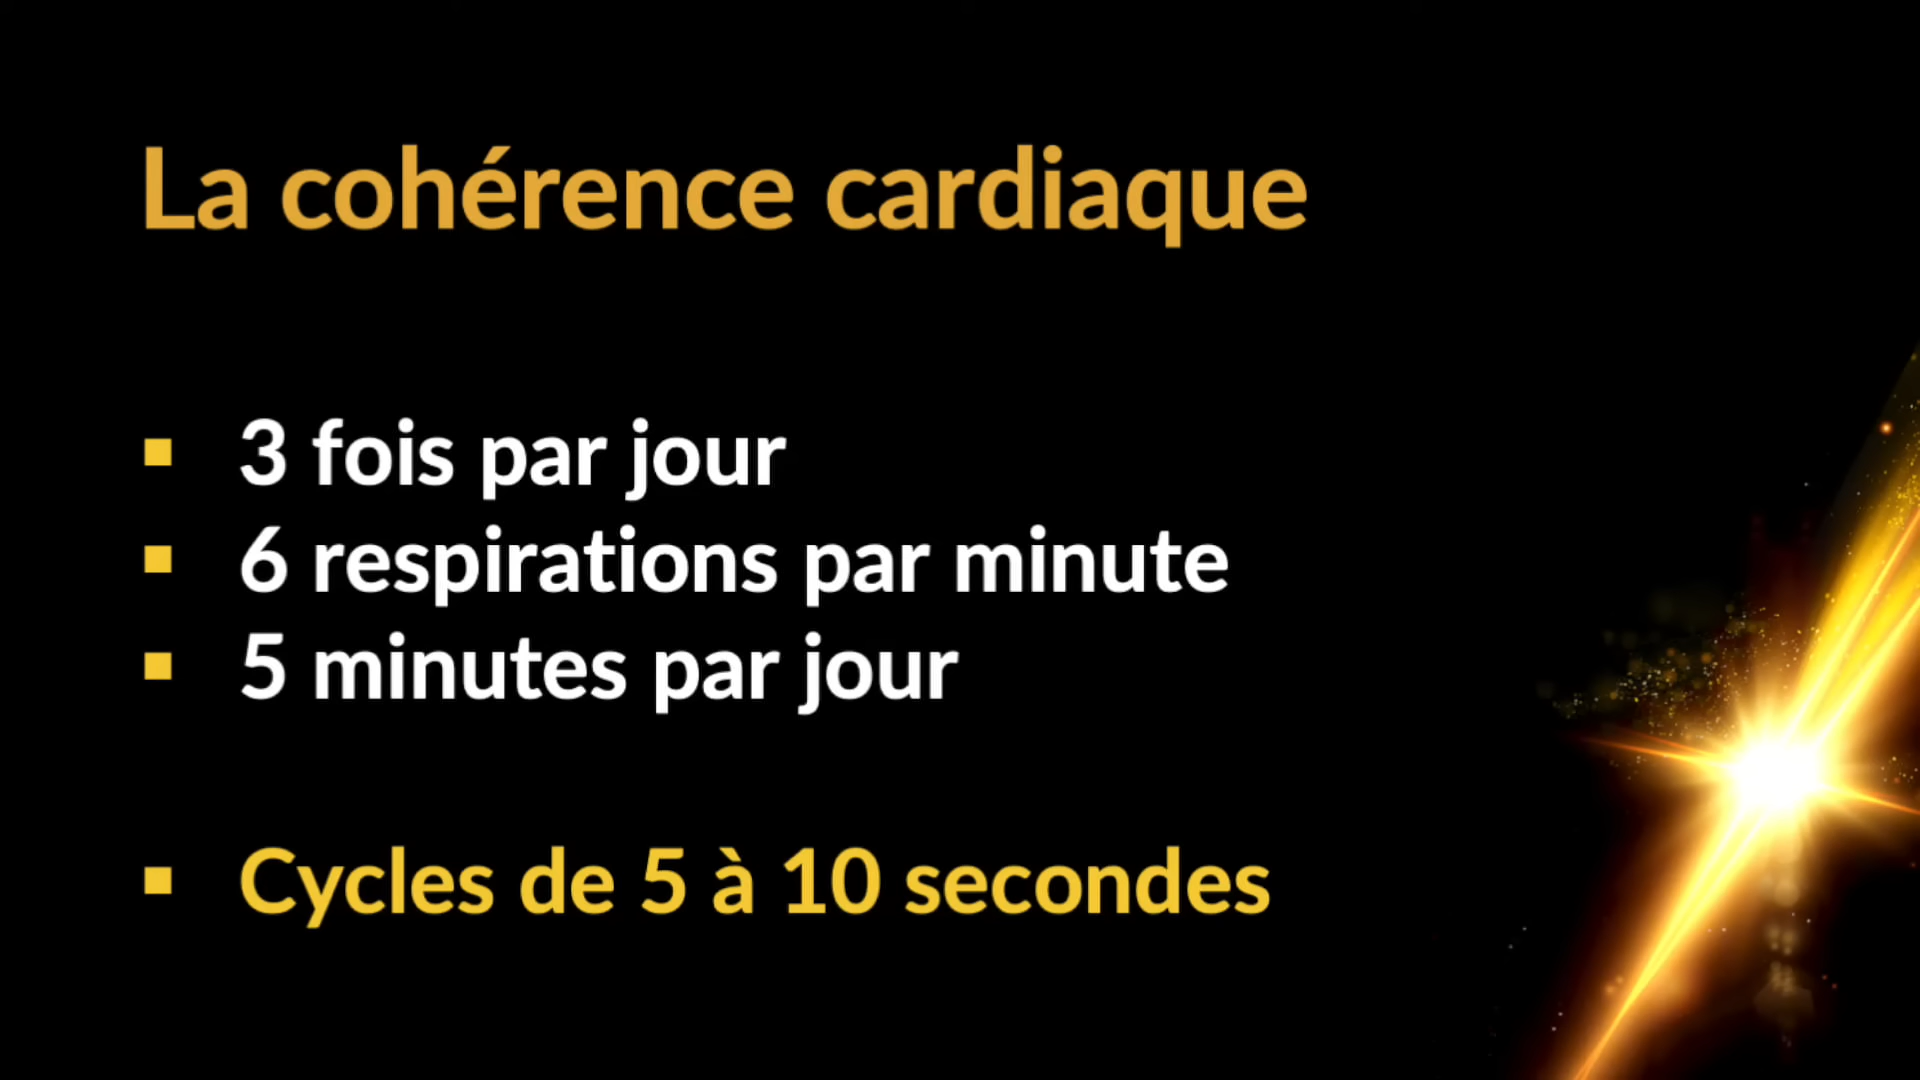 La cohérence cardiaque
▪ 3 fois par jour
▪ 6 respirations par minute
▪ 5 minutes par jour
▪ Cycles de 5 à 10 secondes